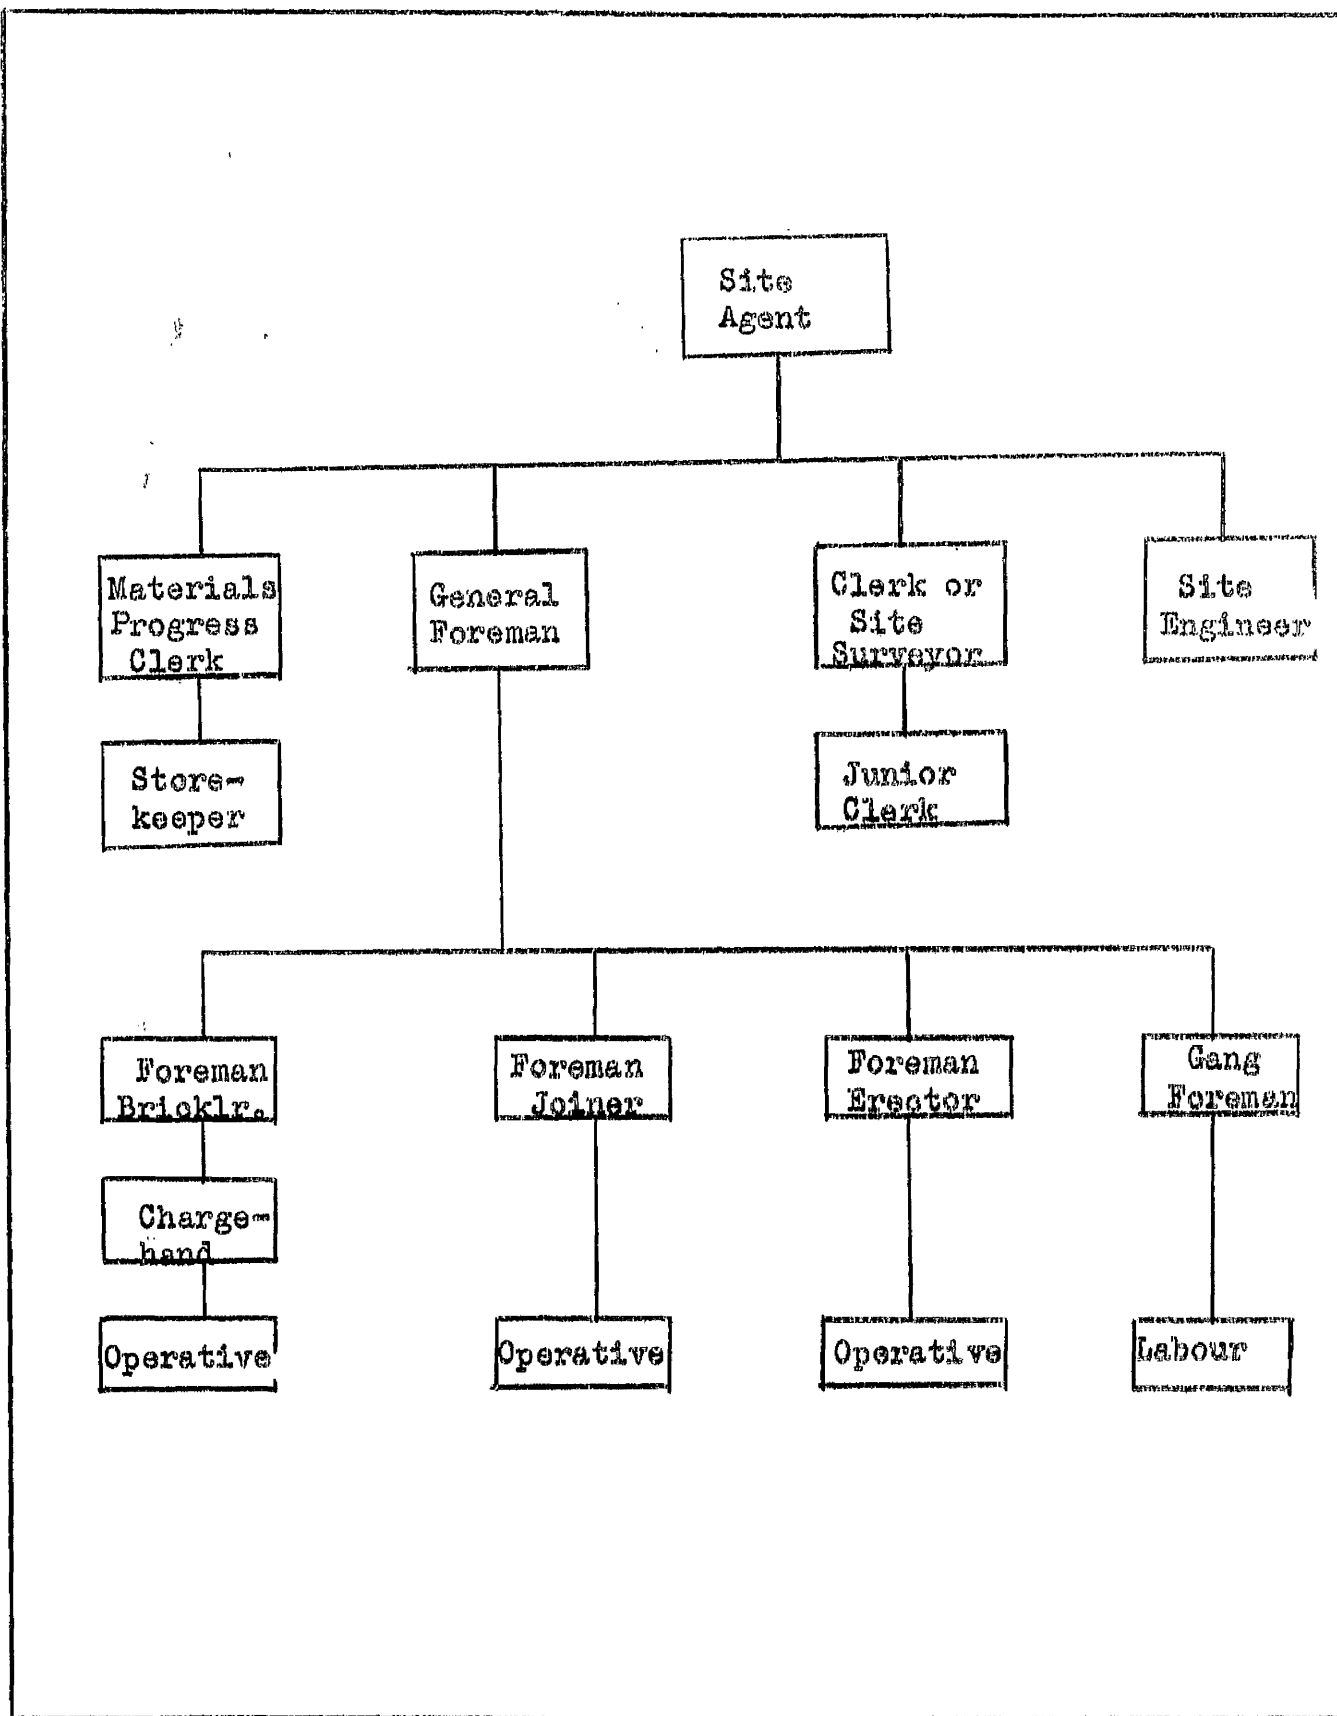 Site
Agent
Materials
Progress
Clerk
General
Foreman
Clerk or
Site
Surveyor
Site
Engineer
Store-
keeper
Junior
Clerk
Foreman
Bricklr.
Foreman
Joiner
Foreman
Erector
Gang
Foreman
Charge-
hand
Operative
Operative
Operative
Labour